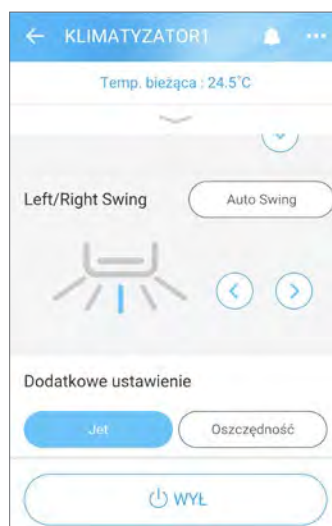 KLIMATYZATOR1
Temp. bieżąca : 24.5°C
Left/Right Swing
Auto Swing
Dodatkowe ustawienie
Jet
Oszczędność
WYŁ